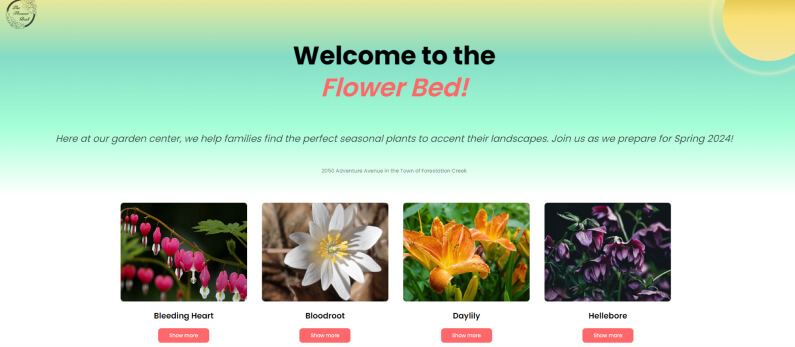 The
Flower
Bed
Welcome to the
Flower Bed!
Here at our garden center, we help families find the perfect seasonal plants to accent their landscapes. Join us as we prepare for Spring 2024!
2050 Adventure Avenue in the Town of Forestation Creek
Bleeding Heart
Bloodroot
Daylily
Hellebore
Show more
Show more
Show more
Show more